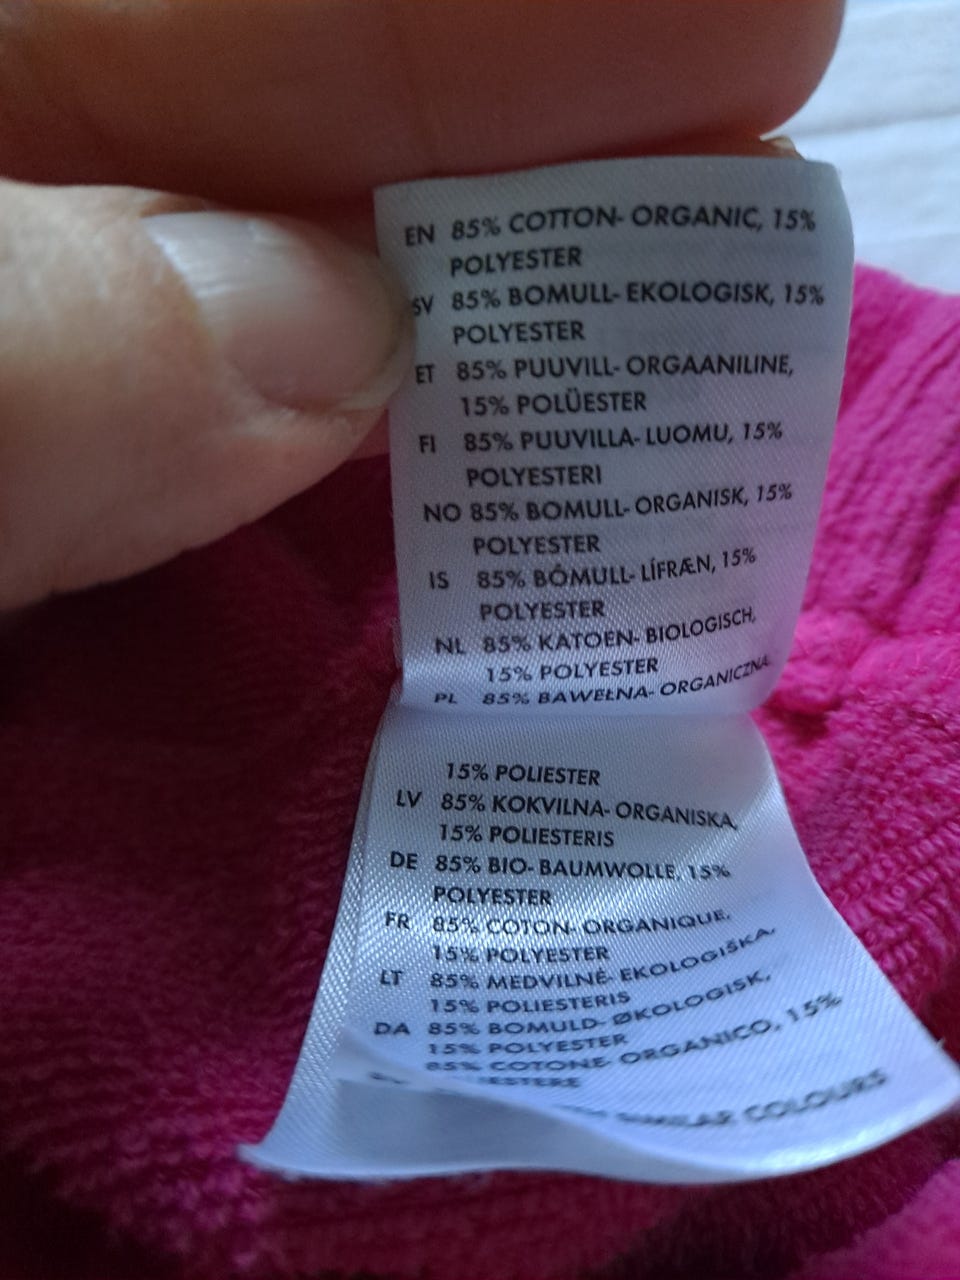 EN 85% COTTON- ORGANIC, 15%
POLYESTER
SV 85% BOMULL- EKOLOGISK, 15%
POLYESTER
ET 85% PUUVILL- ORGAANILINE,
15% POLÜESTER
FI 85% PUUVILLA- LUOMU, 15%
POLYESTERI
NO 85% BOMULL- ORGANISK, 15%
POLYESTER
IS 85% BÓMULL- LÍFRÆN, 15%
POLYESTER
NL 85% KATOEN- BIOLOGISCH,
15% POLYESTER
PL 85% BAWEŁNA- ORGANICZNA
15% POLIESTER
LV 85% KOKVILNA- ORGANISKA,
15% POLIESTERIS
DE 85% BIO- BAUMWOLLE, 15%
POLYESTER
FR 85% COTON- ORGANIQUE,
15% POLYESTER
LT 85% MEDVILNĖ- EKOLOGIŠKA,
15% POLIESTERIS
DA 85% BOMULD- ØKOLOGISK,
15% POLYESTER
85% COTONE- ORGANICO, 15%
SIMILAR COLOURS